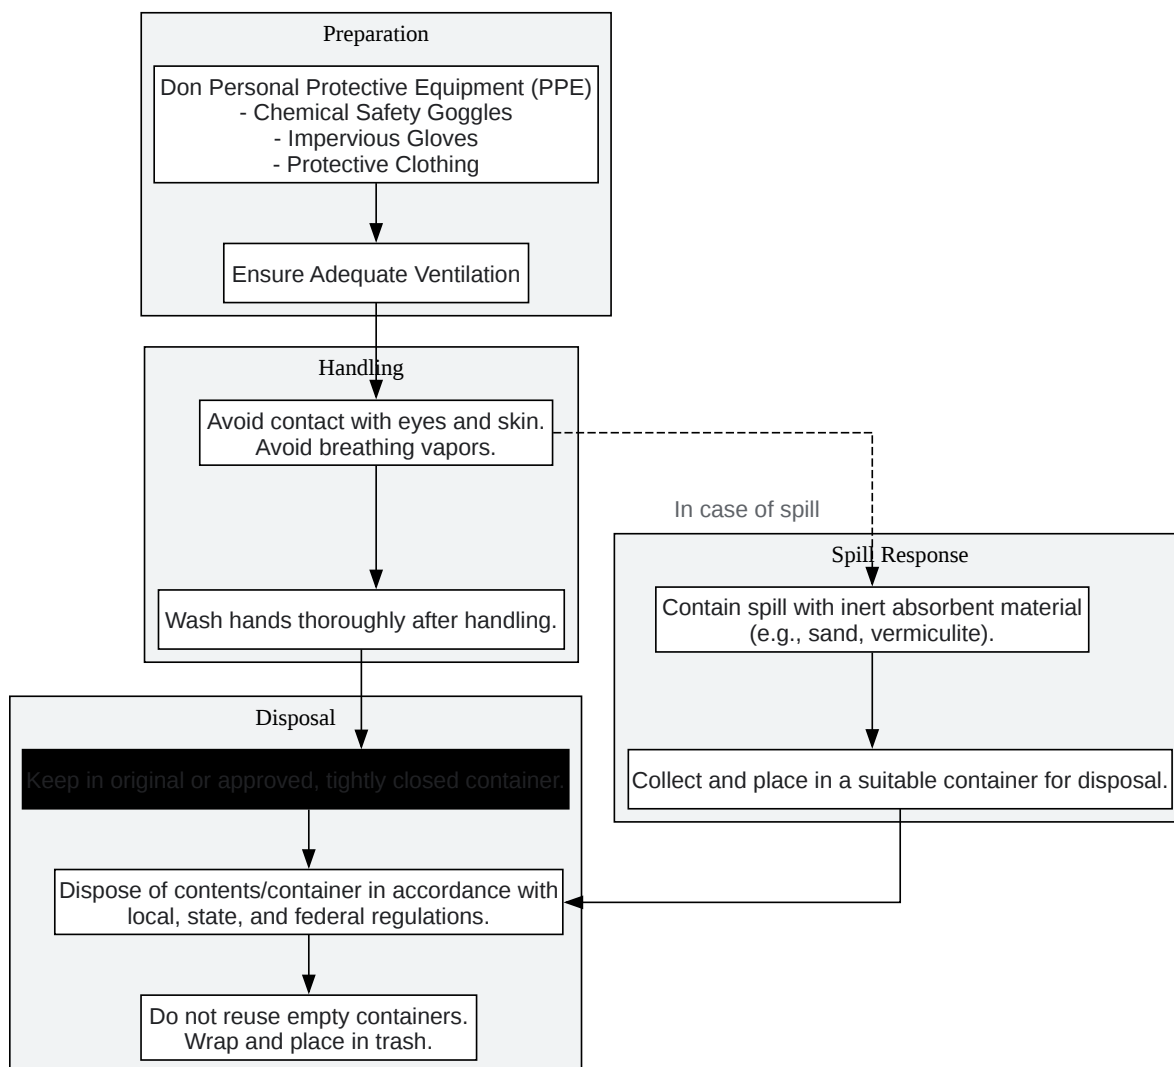 Preparation
Don Personal Protective Equipment (PPE)
- Chemical Safety Goggles
- Impervious Gloves
- Protective Clothing
Ensure Adequate Ventilation
Handling
Avoid contact with eyes and skin.
Avoid breathing vapors.
In case of spill
Spill Response
Contain spill with inert absorbent material
(e.g., sand, vermiculite).
Wash hands thoroughly after handling.
Disposal
Keep in original or approved, tightly closed container.
Collect and place in a suitable container for disposal.
Dispose of contents/container in accordance with
local, state, and federal regulations.
Do not reuse empty containers.
Wrap and place in trash.